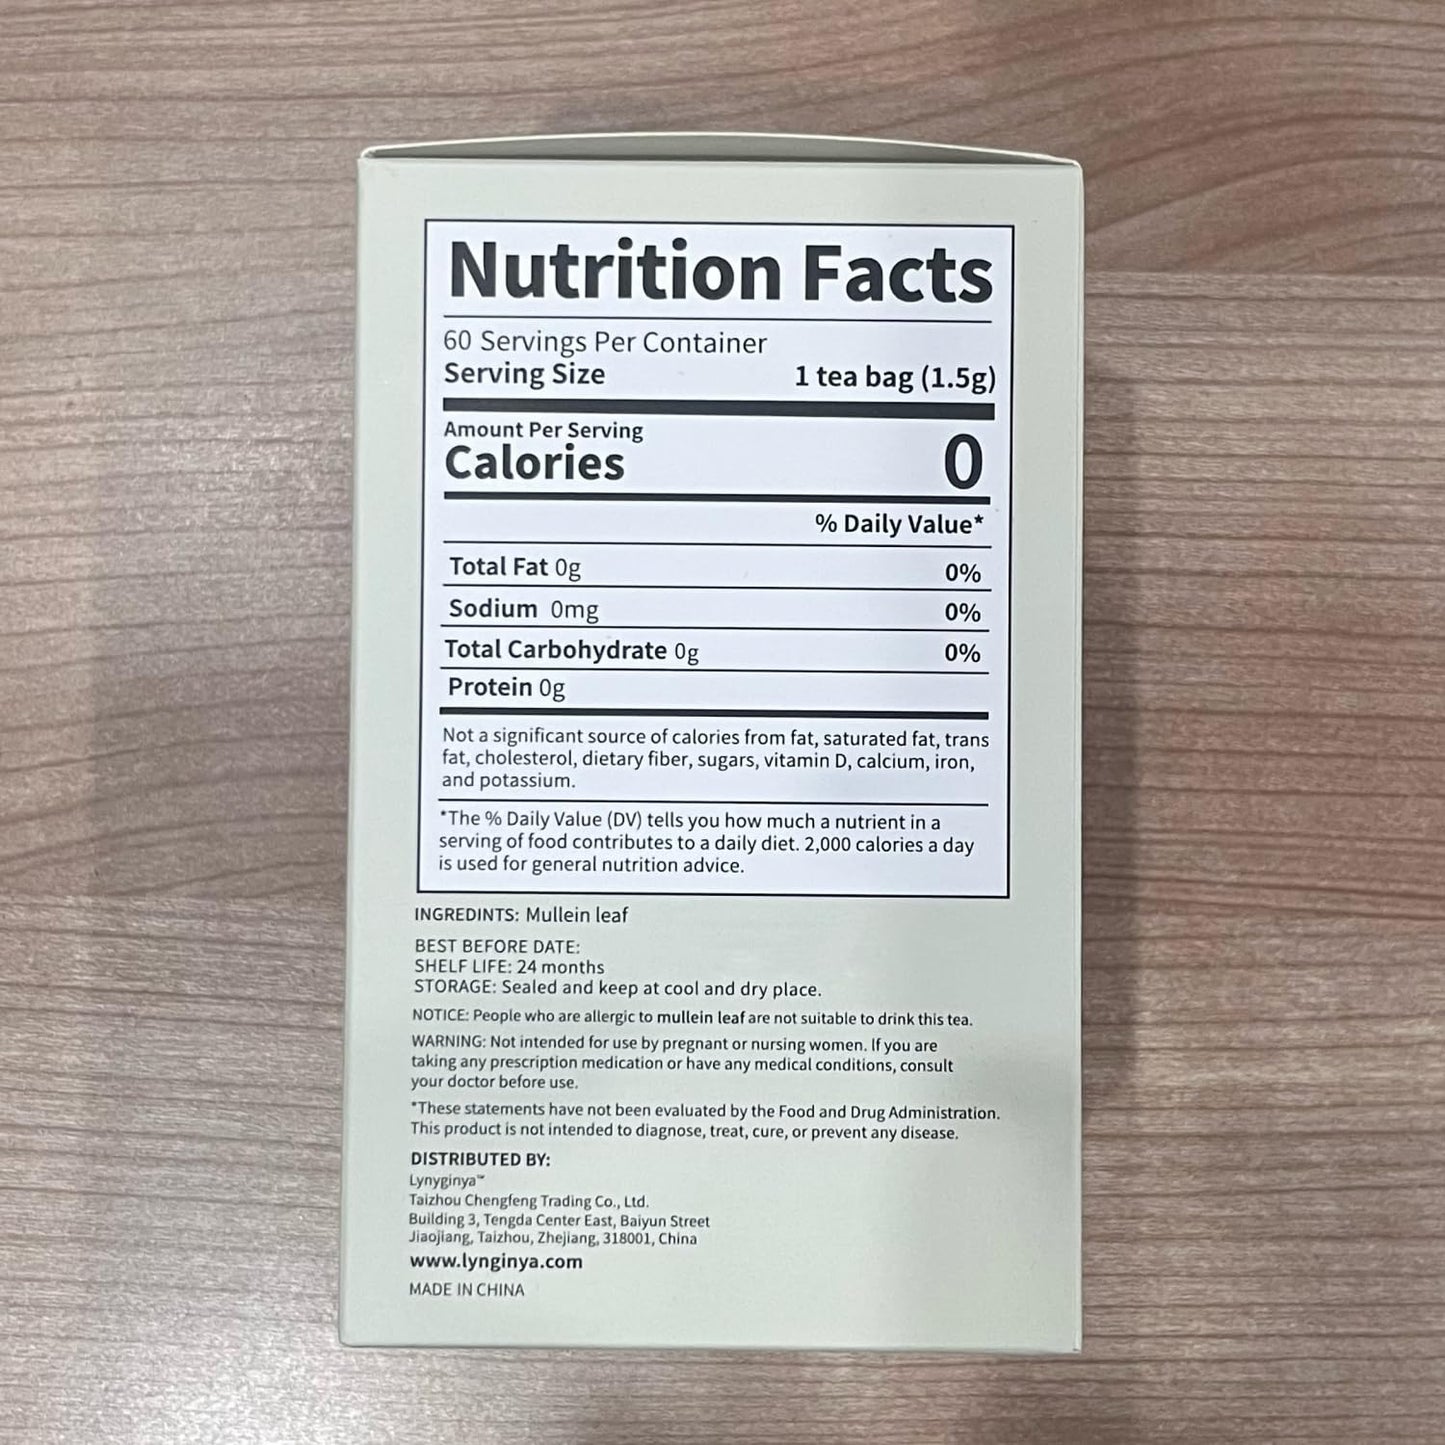 Nutrition Facts
60 Servings Per Container
Serving Size 1 tea bag (1.5g)
Amount Per Serving
Calories 0
% Daily Value*
Total Fat 0g 0%
Sodium 0mg 0%
Total Carbohydrate 0g 0%
Protein 0g
Not a significant source of calories from fat, saturated fat, trans
fat, cholesterol, dietary fiber, sugars, vitamin D, calcium, iron,
and potassium.
*The % Daily Value (DV) tells you how much a nutrient in a
serving of food contributes to a daily diet. 2,000 calories a day
is used for general nutrition advice.
INGREDINTS: Mullein leaf
BEST BEFORE DATE:
SHELF LIFE: 24 months
STORAGE: Sealed and keep at cool and dry place.
NOTICE: People who are allergic to mullein leaf are not suitable to drink this tea.
WARNING: Not intended for use by pregnant or nursing women. If you are
taking any prescription medication or have any medical conditions, consult
your doctor before use.
*These statements have not been evaluated by the Food and Drug Administration.
This product is not intended to diagnose, treat, cure, or prevent any disease.
DISTRIBUTED BY:
Lynyginya™
Taizhou Chengfeng Trading Co., Ltd.
Building 3, Tengda Center East, Baiyun Street
Jiaojiang, Taizhou, Zhejiang, 318001, China
www.lynginya.com
MADE IN CHINA